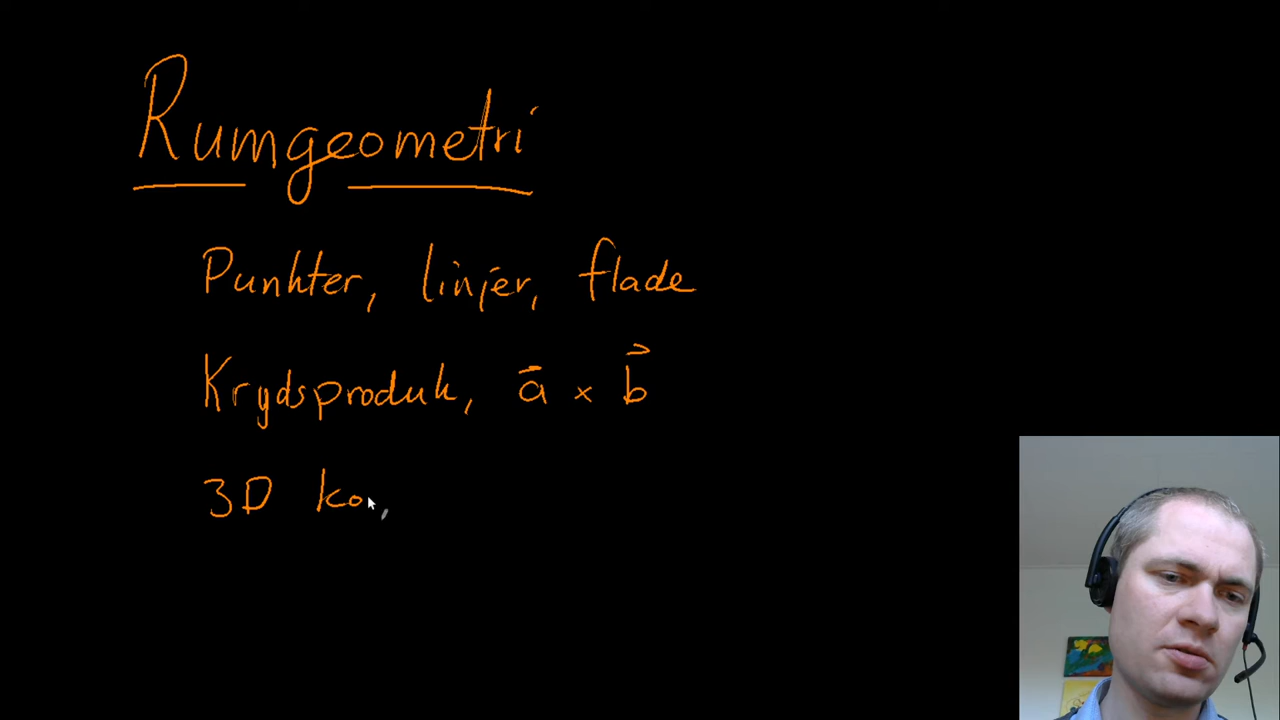 Rumgeometri
Punkter, linjer, flade
Krydsproduk, a⃗ × b⃗
3D ko